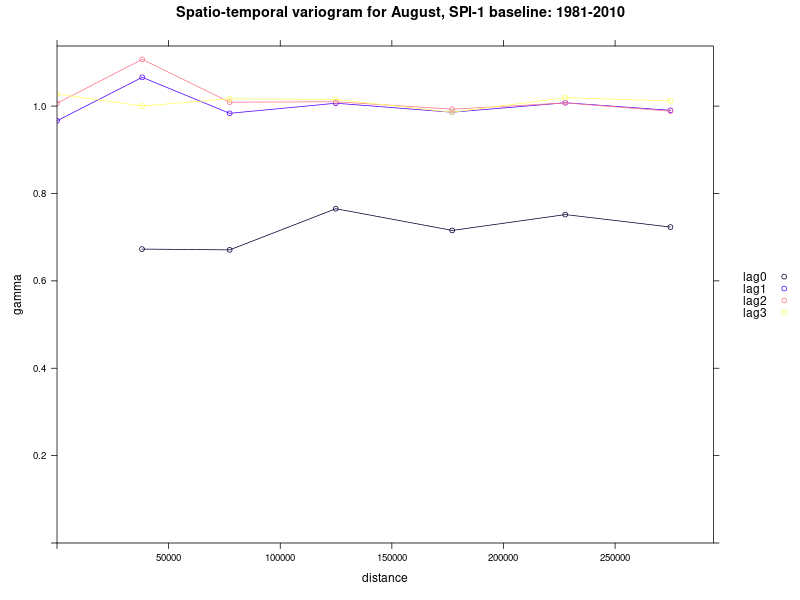 Spatio-temporal variogram for August, SPI-1 baseline: 1981-2010
1.0
0.8
0.6
0.4
0.2
gamma
50000
100000
150000
200000
250000
distance
lag0
lag1
lag2
lag3